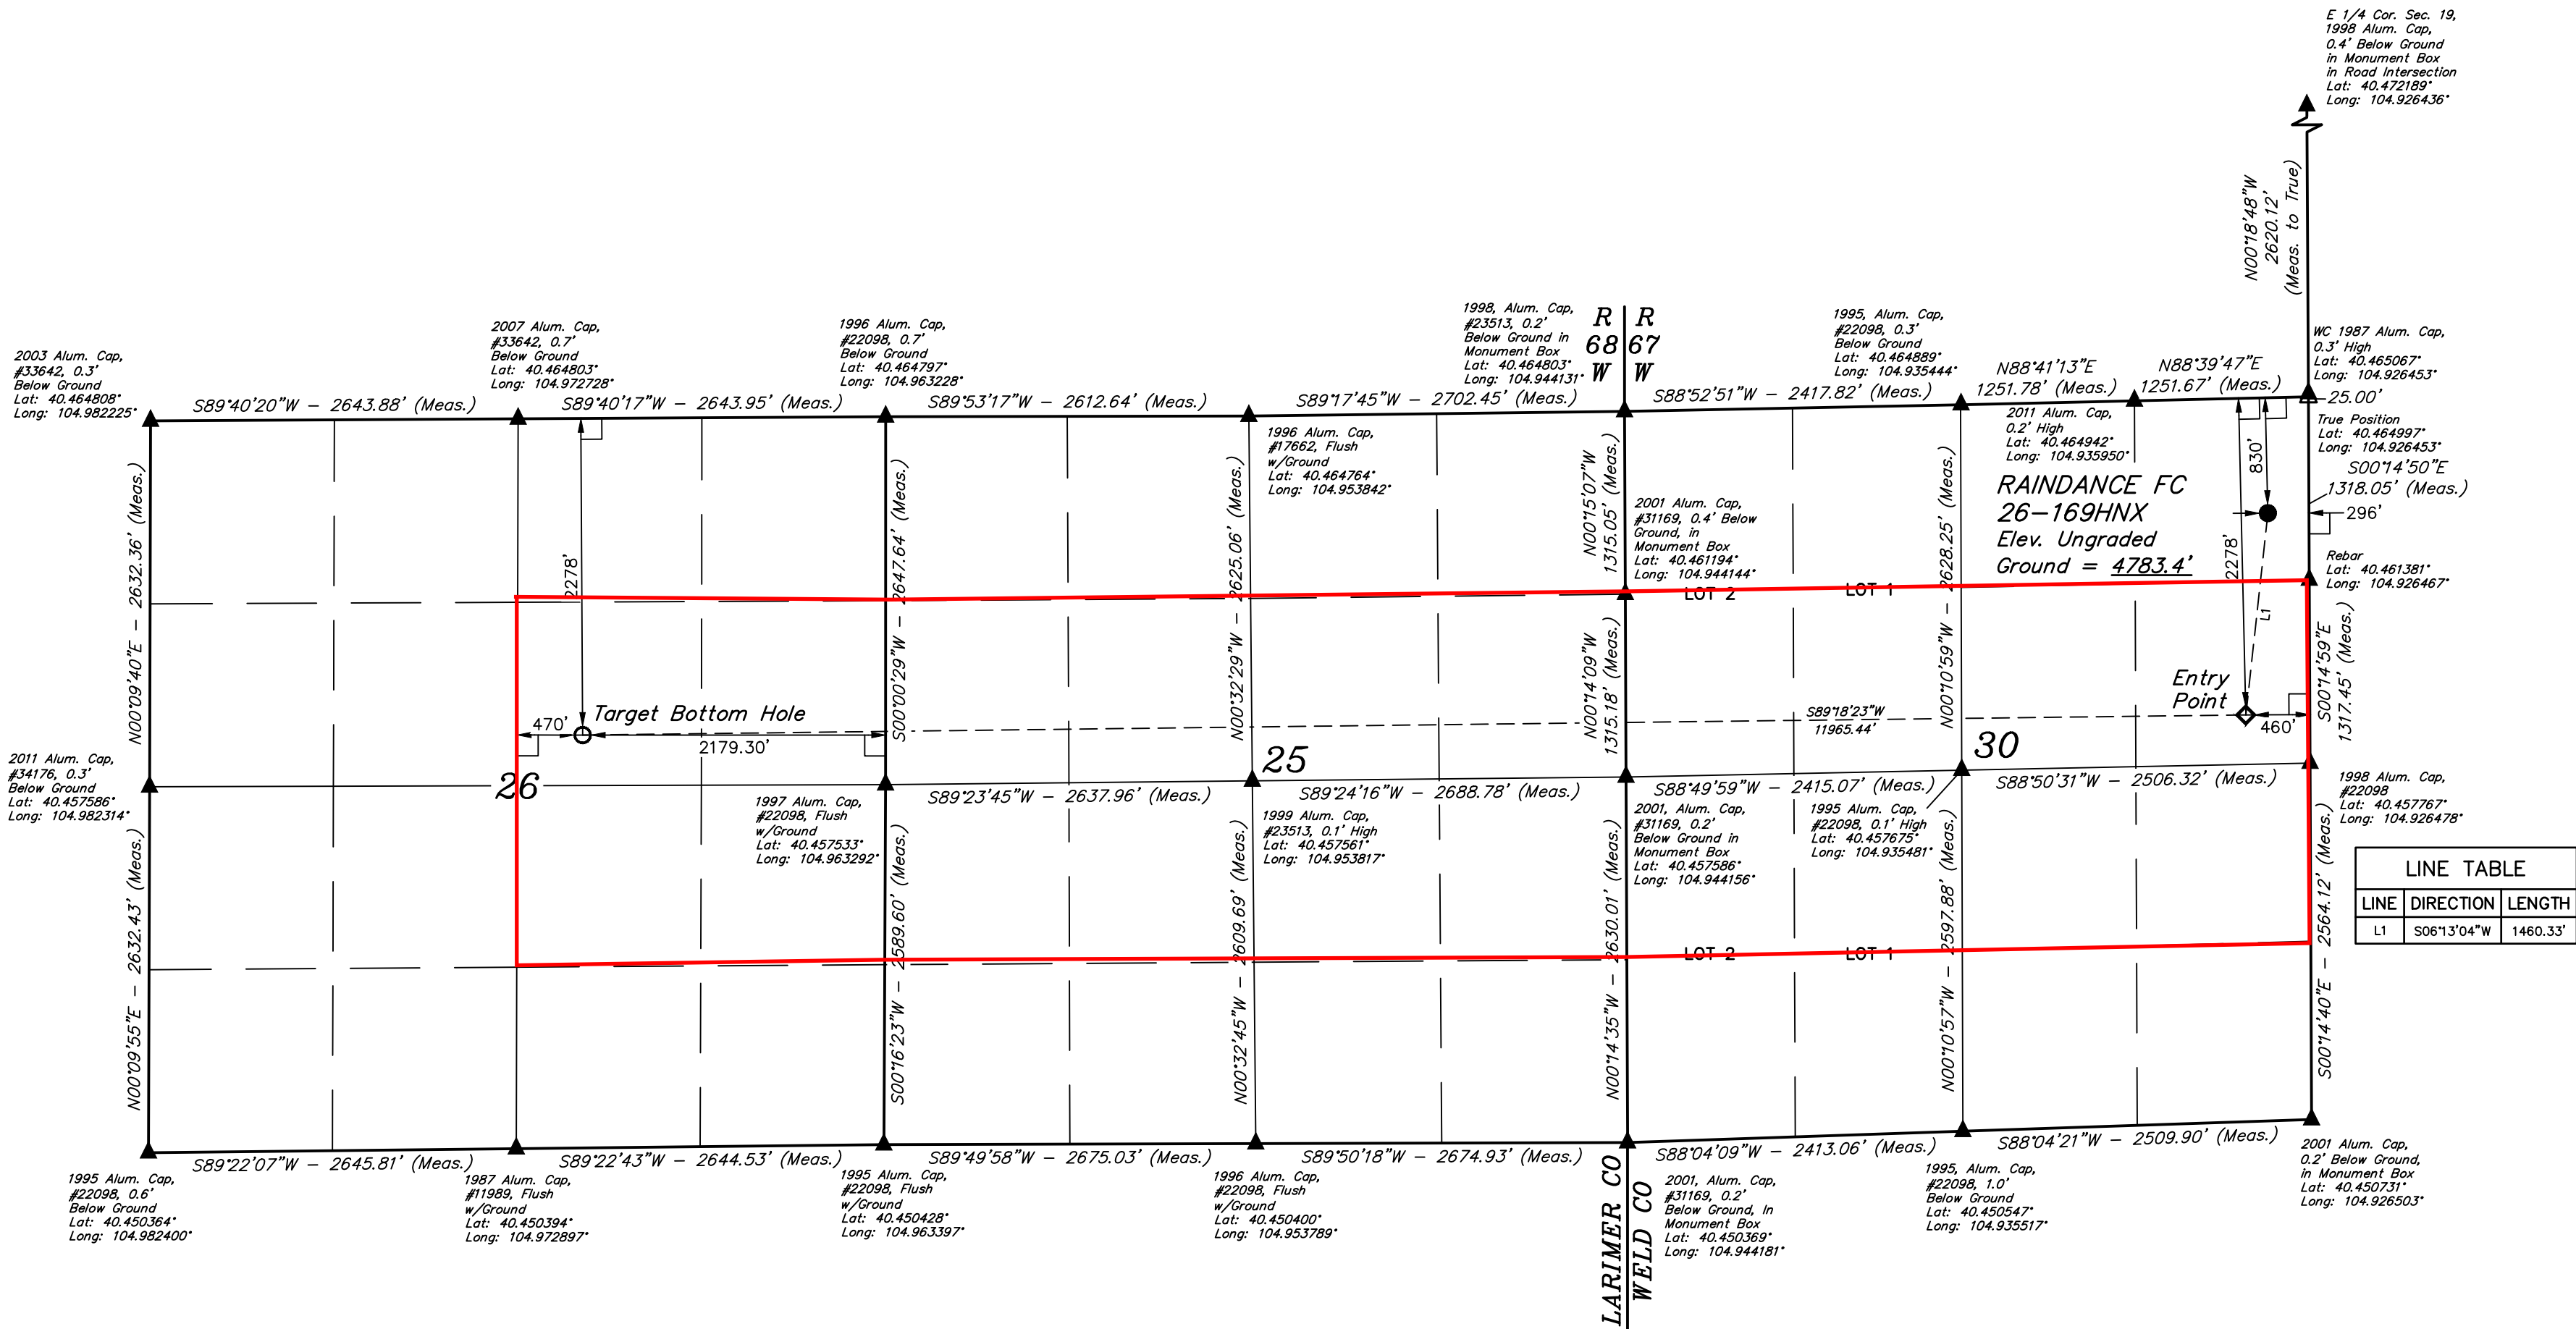 E 1/4 Cor. Sec. 19,
1998 Alum. Cap,
0.4' Below Ground
in Monument Box
in Road Intersection
Lat: 40.472189°
Long: 104.926436°
N00°18'48"W
2620.12'
(Meas. to True)
2003 Alum. Cap,
#33642, 0.3'
Below Ground
Lat: 40.464808°
Long: 104.982225°
S89°40'20"W - 2643.88' (Meas.)
2007 Alum. Cap,
#33642, 0.7'
Below Ground
Lat: 40.464803°
Long: 104.972728°
S89°40'17"W - 2643.95' (Meas.)
1996 Alum. Cap,
#22098, 0.7'
Below Ground
Lat: 40.464797°
Long: 104.963228°
S89°53'17"W - 2612.64' (Meas.)
1996 Alum. Cap,
#17662, Flush
w/Ground
Lat: 40.464764°
Long: 104.953842°
S89°17'45"W - 2702.45' (Meas.)
1998, Alum. Cap,
#23513, 0.2'
Below Ground in
Monument Box
Lat: 40.464803°
Long: 104.944131°
R R
68 67
W W
S88°52'51"W - 2417.82' (Meas.)
1995, Alum. Cap,
#22098, 0.3'
Below Ground
Lat: 40.464889°
Long: 104.935444°
N88°41'13"E
1251.78' (Meas.)
N88°39'47"E
1251.67' (Meas.)
WC 1987 Alum. Cap,
0.3' High
Lat: 40.465067°
Long: 104.926453°
25.00'
True Position
Lat: 40.464997°
Long: 104.926453°
S00°14'50"E
1318.05' (Meas.)
296'
2011 Alum. Cap,
0.2' High
Lat: 40.464942°
Long: 104.935950°
RAINDANCE FC
26-169HNX
Elev. Ungraded
Ground = 4783.4'
830'
2278'
L1
Rebar
Lat: 40.461381°
Long: 104.926467°
N00°09'40"E - 2632.36' (Meas.)
2278'
S00°00'29"W - 2647.64' (Meas.)
N00°32'29"W - 2625.06' (Meas.)
N00°15'07"W
1315.05' (Meas.)
2001 Alum. Cap,
#31169, 0.4' Below
Ground, in
Monument Box
Lat: 40.461194°
Long: 104.944144°
LOT 2
LOT 1
N00°10'59"W - 2628.25' (Meas.)
N00°14'09"W
1315.18' (Meas.)
S00°14'59"E
1317.45' (Meas.)
Entry
Point
460'
470'
Target Bottom Hole
2179.30'
S89°18'23"W
11965.44'
26
25
30
2011 Alum. Cap,
#34176, 0.3'
Below Ground
Lat: 40.457586°
Long: 104.982314°
1997 Alum. Cap,
#22098, Flush
w/Ground
Lat: 40.457533°
Long: 104.963292°
S89°23'45"W - 2637.96' (Meas.)
1999 Alum. Cap,
#23513, 0.1' High
Lat: 40.457561°
Long: 104.953817°
S89°24'16"W - 2688.78' (Meas.)
2001, Alum. Cap,
#31169, 0.2'
Below Ground in
Monument Box
Lat: 40.457586°
Long: 104.944156°
S88°49'59"W - 2415.07' (Meas.)
1995 Alum. Cap,
#22098, 0.1' High
Lat: 40.457675°
Long: 104.935481°
S88°50'31"W - 2506.32' (Meas.)
1998 Alum. Cap,
#22098
Lat: 40.457767°
Long: 104.926478°
LINE TABLE
LINE DIRECTION LENGTH
L1 S06°13'04"W 1460.33'
N00°09'55"E - 2632.43' (Meas.)
S00°16'23"W - 2589.60' (Meas.)
N00°32'45"W - 2609.69' (Meas.)
N00°14'35"W - 2630.01' (Meas.)
LOT 2
LOT 1
N00°10'57"W - 2597.88' (Meas.)
S00°14'40"E - 2564.12' (Meas.)
S89°22'07"W - 2645.81' (Meas.)
S89°22'43"W - 2644.53' (Meas.)
S89°49'58"W - 2675.03' (Meas.)
S89°50'18"W - 2674.93' (Meas.)
S88°04'09"W - 2413.06' (Meas.)
S88°04'21"W - 2509.90' (Meas.)
1995 Alum. Cap,
#22098, 0.6'
Below Ground
Lat: 40.450364°
Long: 104.982400°
1987 Alum. Cap,
#11989, Flush
w/Ground
Lat: 40.450394°
Long: 104.972897°
1995 Alum. Cap,
#22098, Flush
w/Ground
Lat: 40.450428°
Long: 104.963397°
1996 Alum. Cap,
#22098, Flush
w/Ground
Lat: 40.450400°
Long: 104.953789°
LARIMER CO
WELD CO
2001, Alum. Cap,
#31169, 0.2'
Below Ground, In
Monument Box
Lat: 40.450369°
Long: 104.944181°
1995, Alum. Cap,
#22098, 1.0'
Below Ground
Lat: 40.450547°
Long: 104.935517°
2001 Alum. Cap,
0.2' Below Ground,
in Monument Box
Lat: 40.450731°
Long: 104.926503°